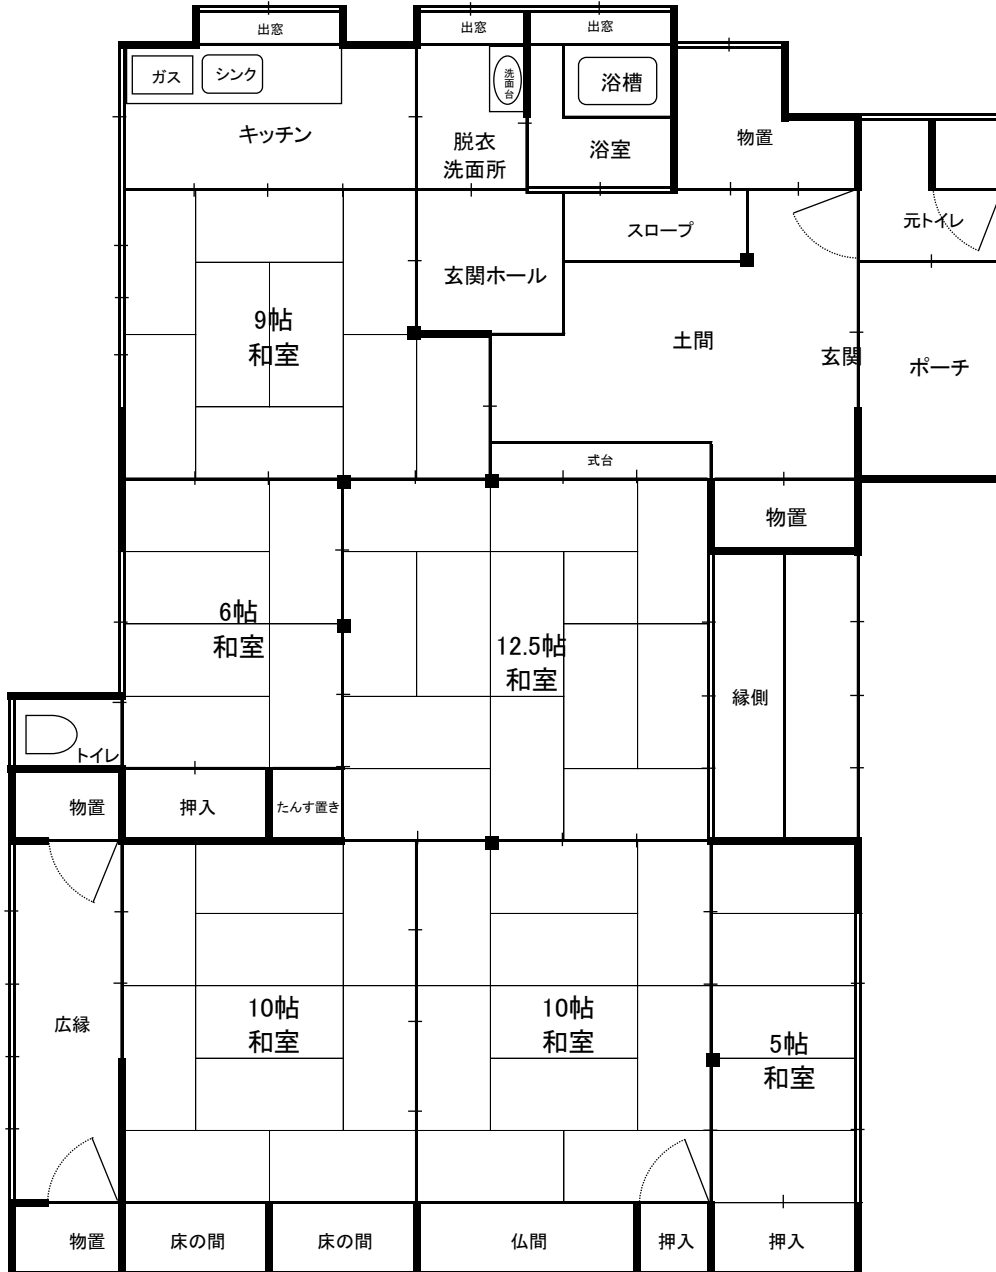 出窓
出窓
出窓
ガス
シンク
洗面台
浴槽
キッチン
脱衣
洗面所
浴室
物置
スロープ
元トイレ
玄関ホール
9帖
和室
土間
玄関
ポーチ
式台
物置
6帖
和室
12.5帖
和室
縁側
トイレ
物置
押入
たんす置き
広縁
10帖
和室
10帖
和室
5帖
和室
物置
床の間
床の間
仏間
押入
押入